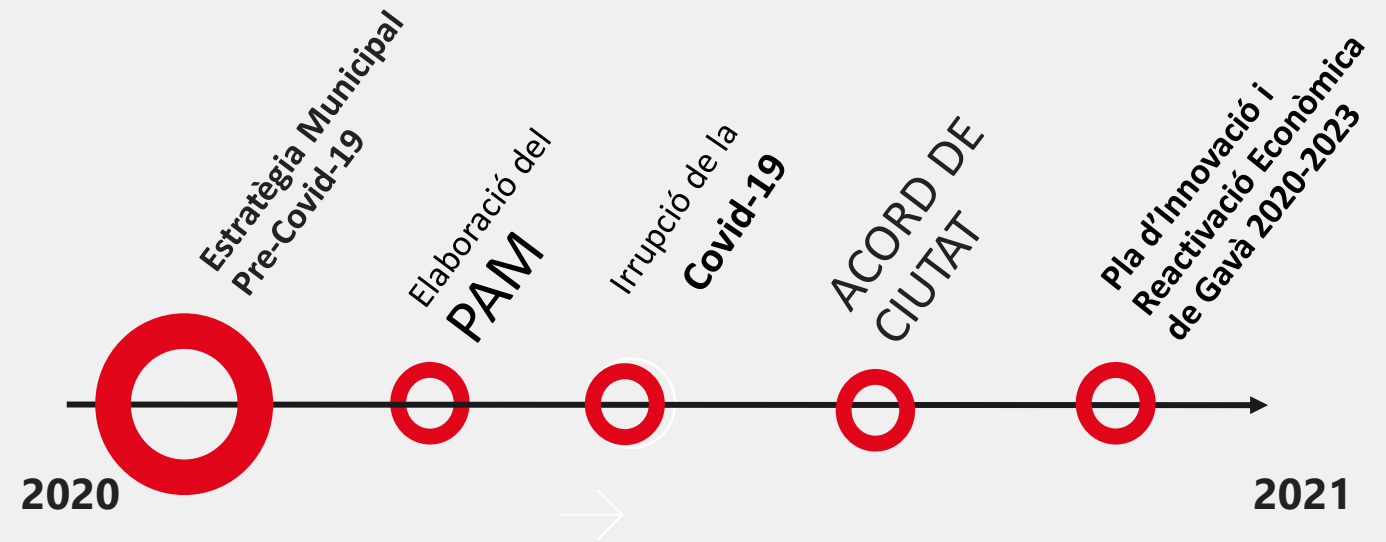 Estratègia Municipal
Pre-Covid-19
Elaboració del
PAM
Irrupció de la
Covid-19
ACORD DE
CIUTAT
Pla d'Innovació i
Reactivació Econòmica
de Gavà 2020-2023
2020
2021